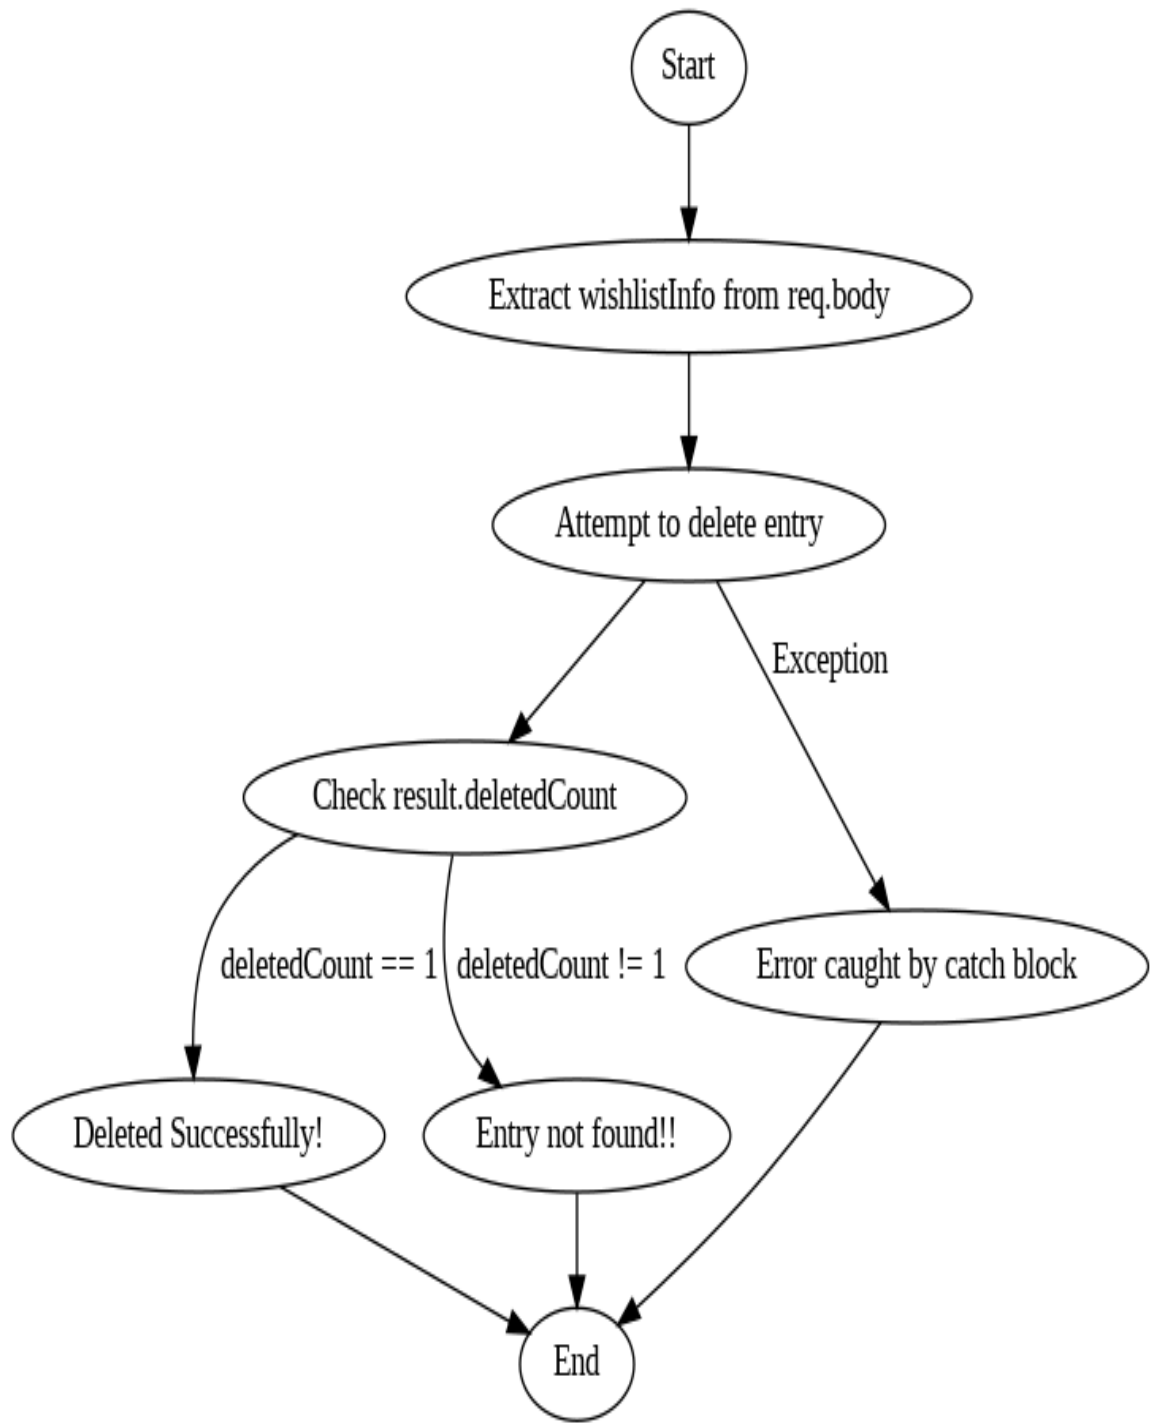 Start
Extract wishlistInfo from req.body
Attempt to delete entry
Exception
Check result.deletedCount
deletedCount == 1
deletedCount != 1
Error caught by catch block
Deleted Successfully!
Entry not found!!
End